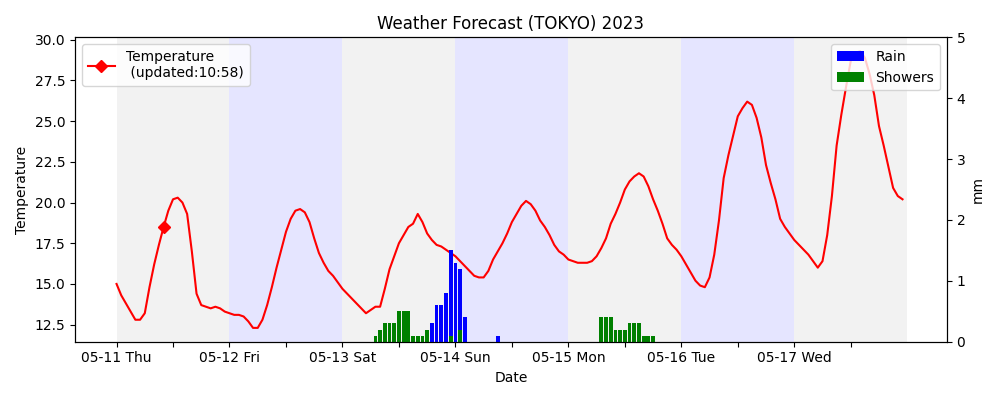 Weather Forecast (TOKYO) 2023
Temperature
(updated:10:58)
Rain
Showers
30.0
27.5
25.0
22.5
20.0
17.5
15.0
12.5
Temperature
5
4
3
2
1
0
mm
05-11 Thu
05-12 Fri
05-13 Sat
05-14 Sun
05-15 Mon
05-16 Tue
05-17 Wed
Date